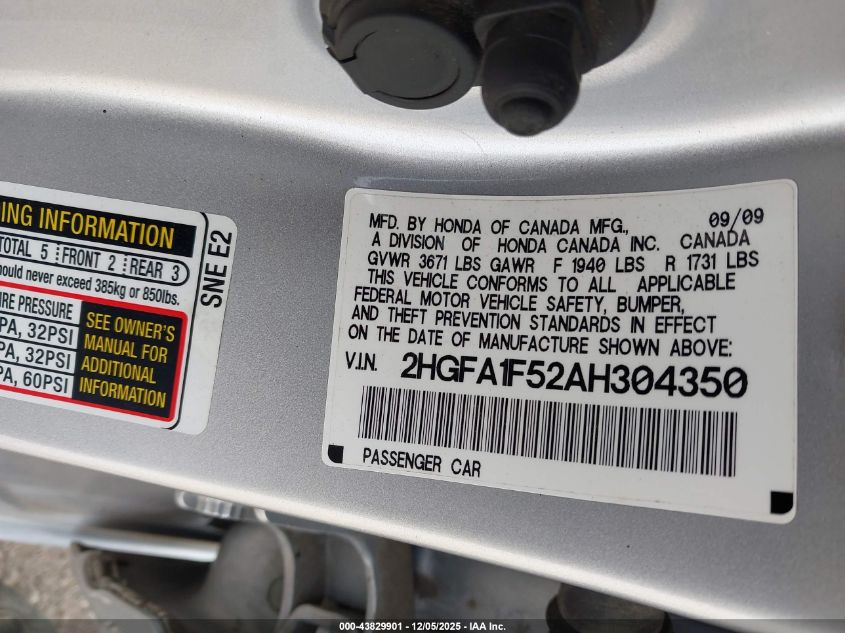 ING INFORMATION
TOTAL 5 FRONT 2 REAR 3
should never exceed 385kg or 850lbs.
IRE PRESSURE
PA, 32PSI
PA, 32PSI
PA, 60PSI
SEE OWNER'S
MANUAL FOR
ADDITIONAL
INFORMATION
SNE E2
MFD. BY HONDA OF CANADA MFG., 09/09
A DIVISION OF HONDA CANADA INC. CANADA
GVWR 3671 LBS GAWR F 1940 LBS R 1731 LBS
THIS VEHICLE CONFORMS TO ALL APPLICABLE
FEDERAL MOTOR VEHICLE SAFETY, BUMPER,
AND THEFT PREVENTION STANDARDS IN EFFECT
ON THE DATE OF MANUFACTURE SHOWN ABOVE:
V.I.N. 2HGFA1F52AH304350
PASSENGER CAR
000-43829901 - 12/05/2025 - IAA Inc.